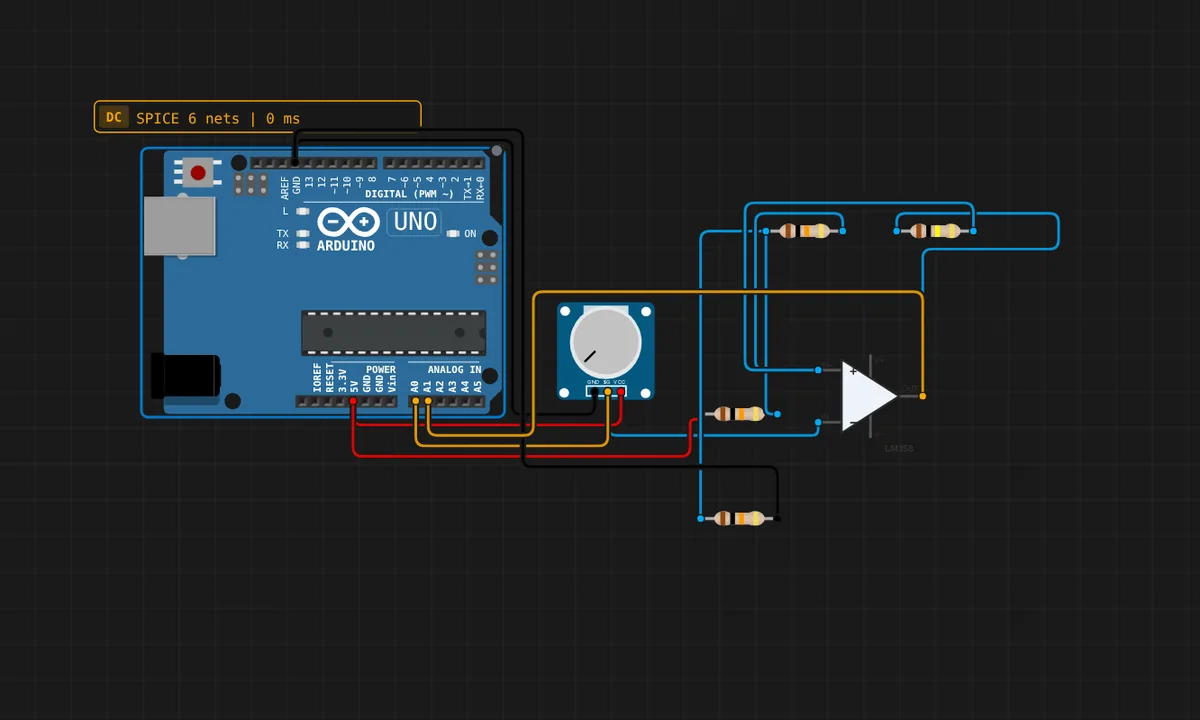 DC SPICE 6 nets | 0 ms
AREF
GND
13
12
~11
~10
~9
8
7
~6
~5
4
~3
2
TX→1
RX←0
DIGITAL (PWM ~)
L
TX
RX
ARDUINO
UNO
ON
IOREF
RESET
3.3V
5V
GND
GND
Vin
POWER
ANALOG IN
A0
A1
A2
A3
A4
A5
GND SIG VCC
+
−
LM358